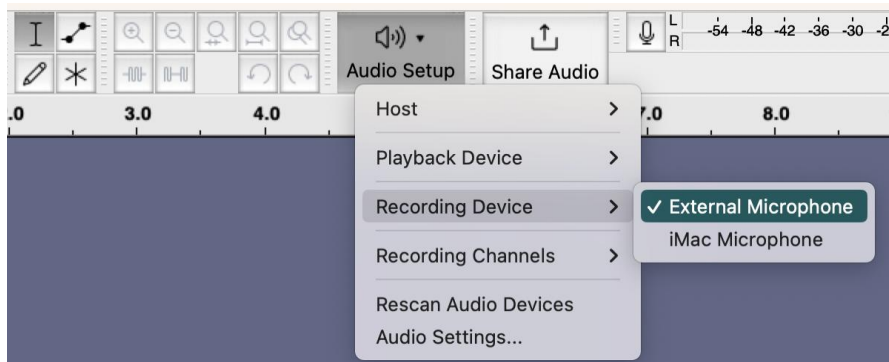 L
R
-54 -48 -42 -36 -30 -2
Audio Setup
Share Audio
.0 3.0 4.0 7.0 8.0
Host
Playback Device
Recording Device
✓ External Microphone
iMac Microphone
Recording Channels
Rescan Audio Devices
Audio Settings...